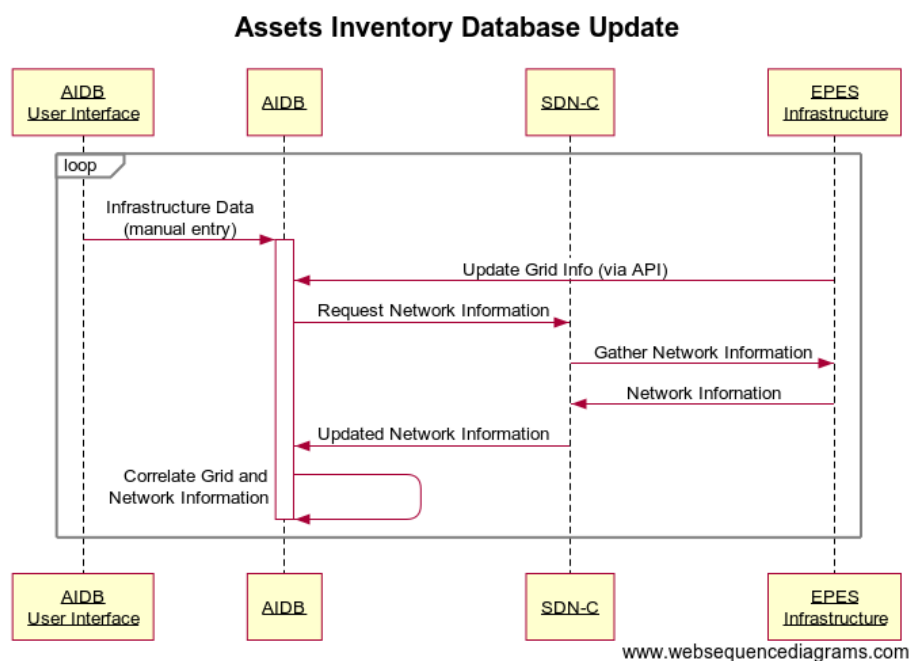 Assets Inventory Database Update
AIDB
User Interface
AIDB
SDN-C
EPES
Infrastructure
loop
Infrastructure Data
(manual entry)
Update Grid Info (via API)
Request Network Information
Gather Network Information
Network Infornation
Updated Network Information
Correlate Grid and
Network Information
AIDB
User Interface
AIDB
SDN-C
EPES
Infrastructure
www.websequencediagrams.com